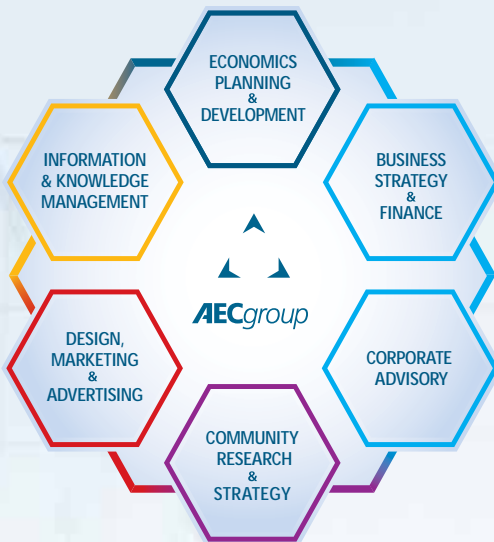 ECONOMICS
PLANNING
&
DEVELOPMENT
INFORMATION
& KNOWLEDGE
MANAGEMENT
BUSINESS
STRATEGY
&
FINANCE
AECgroup
DESIGN,
MARKETING
&
ADVERTISING
CORPORATE
ADVISORY
COMMUNITY
RESEARCH
&
STRATEGY